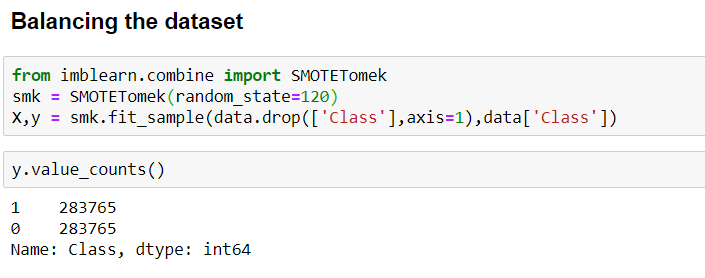 Balancing the dataset
from imblearn.combine import SMOTETomek
smk = SMOTETomek(random_state=120)
X,y = smk.fit_sample(data.drop(['Class'],axis=1),data['Class'])
y.value_counts()
1    283765
0    283765
Name: Class, dtype: int64